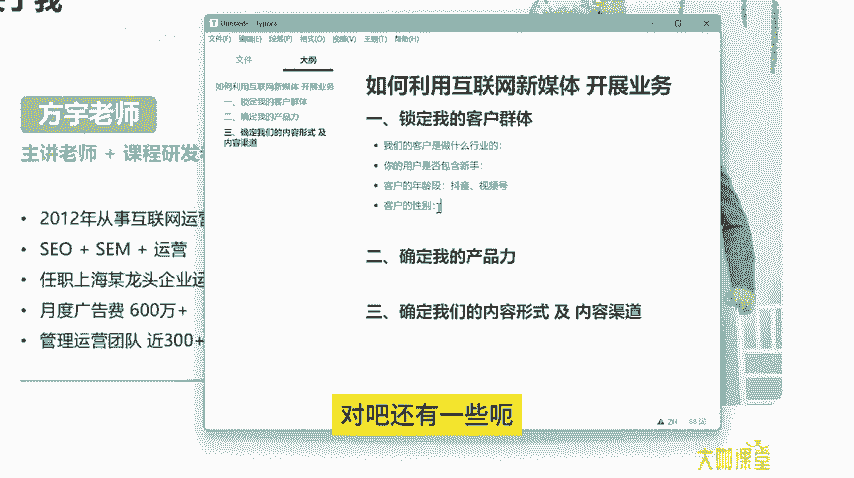 关于我
Untitled - Typora
文件(F) 编辑(E) 段落(P) 格式(O) 视图(V) 主题(T) 帮助(H)
文件 大纲
如何利用互联网新媒体 开展业务
一、锁定我的客户群体
二、确定我的产品力
三、确定我们的内容形式 及
内容渠道
如何利用互联网新媒体 开展业务
一、锁定我的客户群体
我们的客户是做什么行业的：
你的用户是否包含新手：
客户的年龄段：抖音、视频号
客户的性别：
二、确定我的产品力
三、确定我们的内容形式 及 内容渠道
方宇老师
主讲老师 + 课程研发
2012年从事互联网运营
SEO + SEM + 运营
任职上海某龙头企业运
月度广告费 600万+
管理运营团队 近300+
对吧还有一些呃
大咖课堂